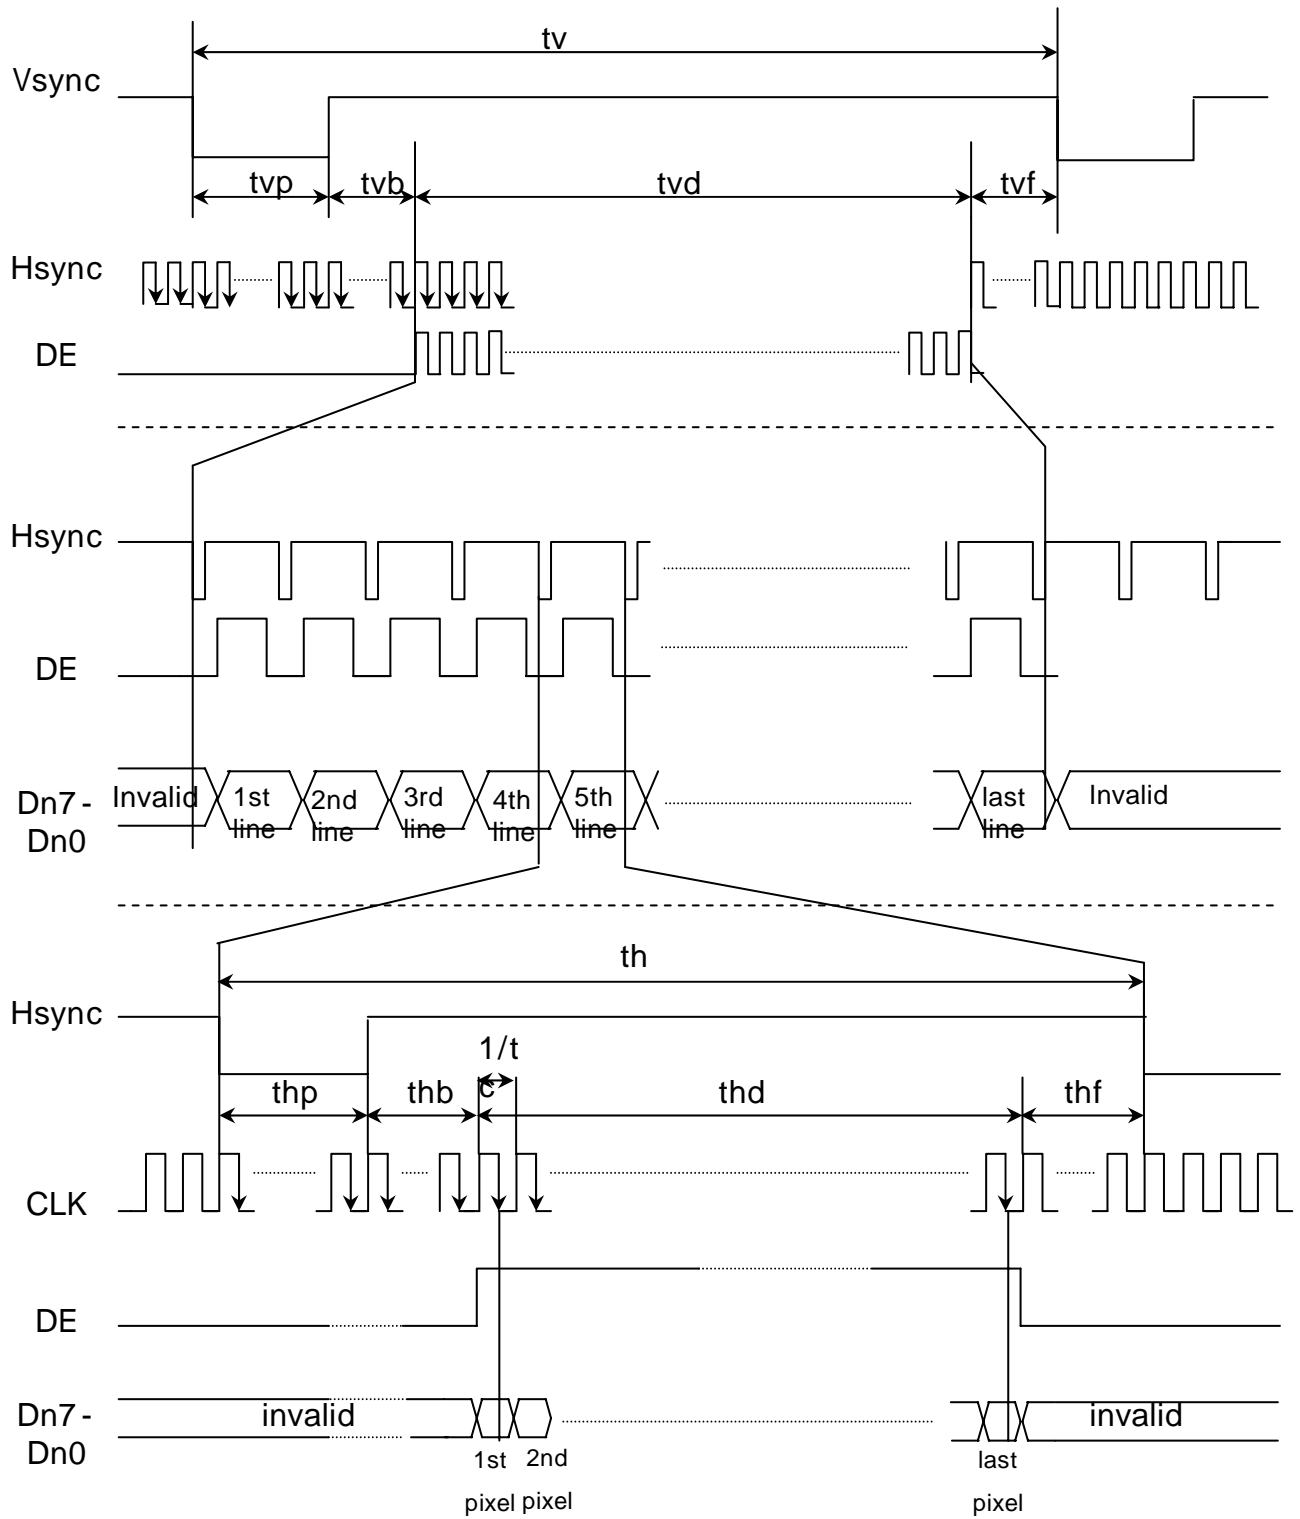 tv
Vsync
tvp
tvb
tvd
tvf
Hsync
DE
Hsync
DE
Dn7 -
Dn0
Invalid
1st
line
2nd
line
3rd
line
4th
line
5th
line
last
line
Invalid
th
Hsync
1/t
c
thp
thb
thd
thf
CLK
DE
Dn7 -
Dn0
invalid
1st
pixel
2nd
pixel
last
pixel
invalid